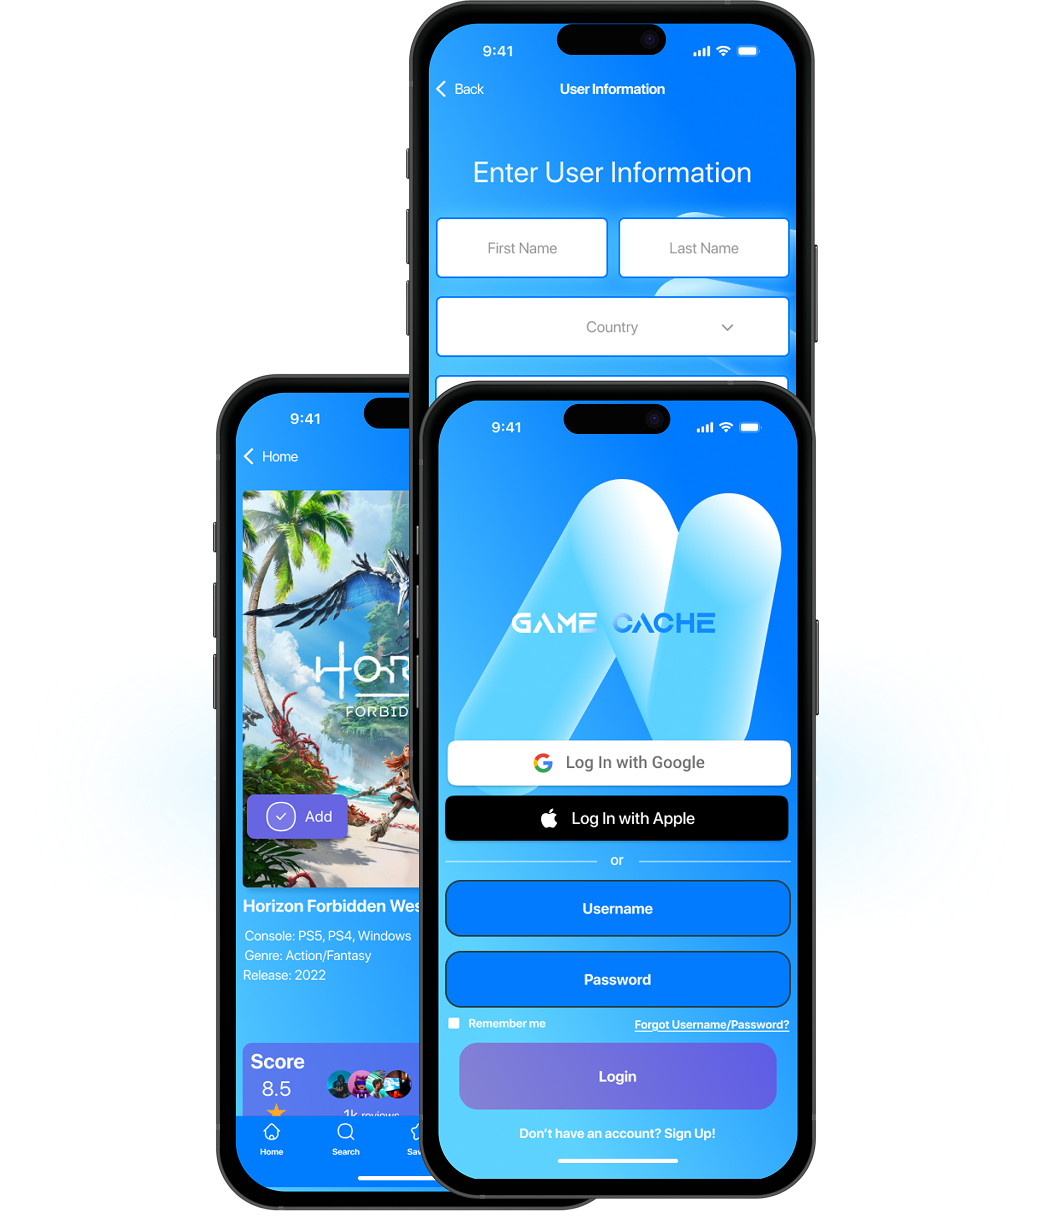 9:41
Back
User Information
Enter User Information
First Name
Last Name
Country
9:41
Home
HOR
FORBID
Add
Horizon Forbidden Wes
Console: PS5, PS4, Windows
Genre: Action/Fantasy
Release: 2022
Score
8.5
1k reviews
Home
Search
Sav
9:41
GAME CACHE
Log In with Google
Log In with Apple
or
Username
Password
Remember me
Forgot Username/Password?
Login
Don't have an account? Sign Up!